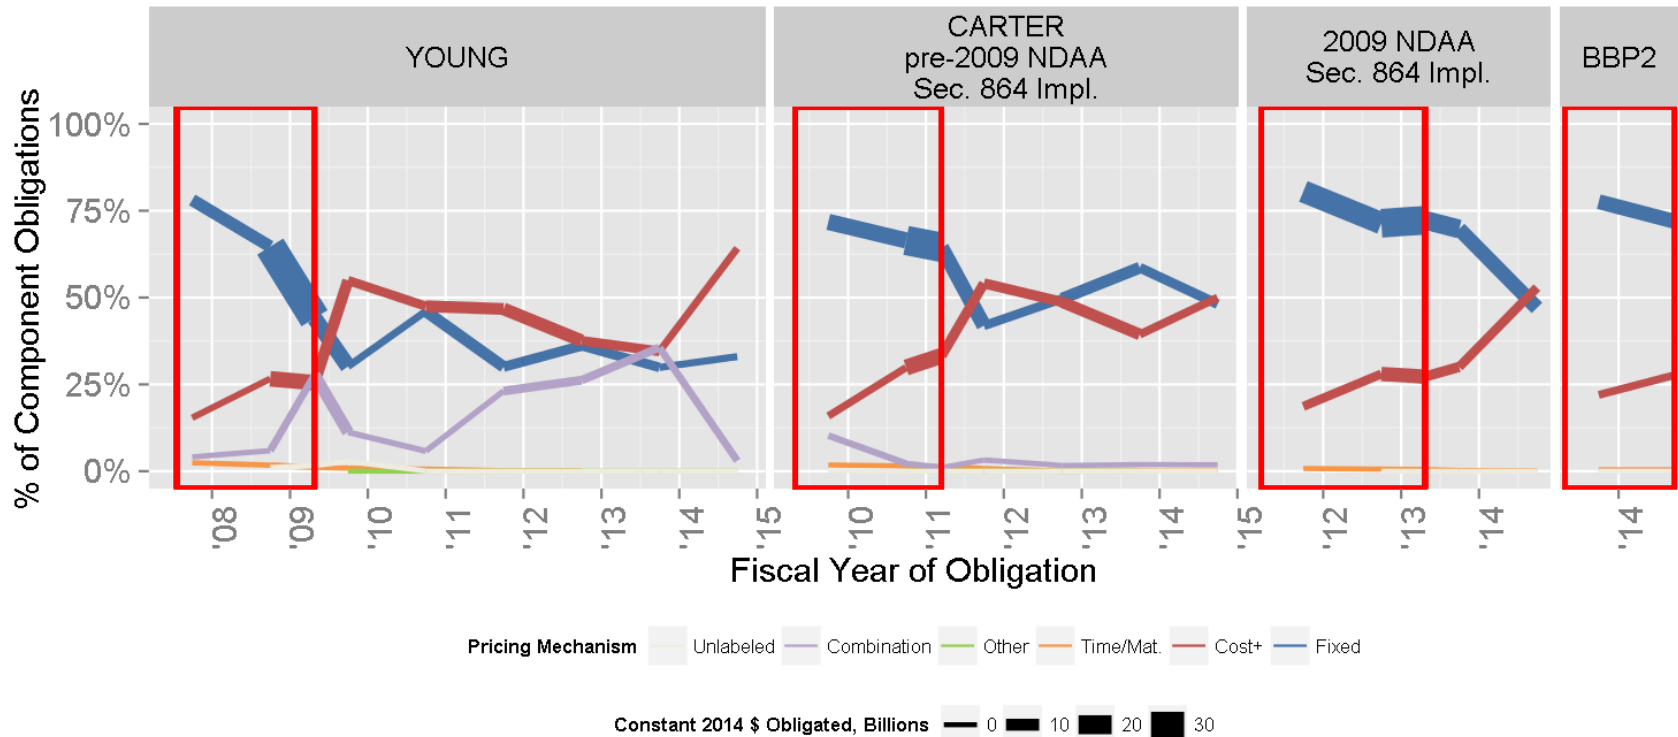 YOUNG
CARTER
pre-2009 NDAA
Sec. 864 Impl.
2009 NDAA
Sec. 864 Impl.
BBP2
% of Component Obligations
100%
75%
50%
25%
0%
'08 '09 '10 '11 '12 '13 '14 '15
'10 '11 '12 '13 '14 '15
'12 '13 '14
'14
Fiscal Year of Obligation
Pricing Mechanism Unlabeled Combination Other Time/Mat. Cost+ Fixed
Constant 2014 $ Obligated, Billions 0 10 20 30